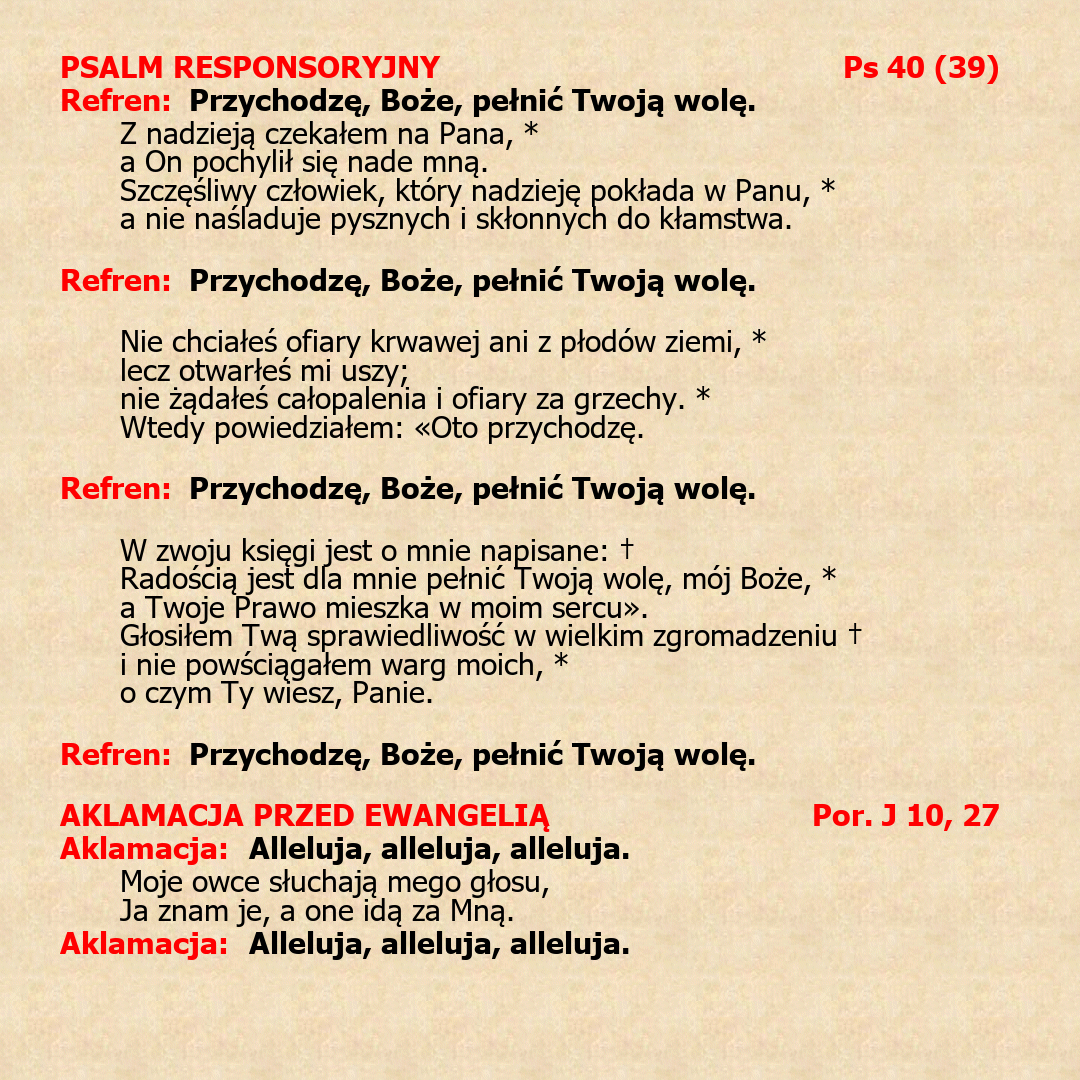 PSALM RESPONSORYJNY Ps 40 (39)
Refren: Przychodzę, Boże, pełnić Twoją wolę.
Z nadzieją czekałem na Pana, *
a On pochylił się nade mną.
Szczęśliwy człowiek, który nadzieję pokłada w Panu, *
a nie naśladuje pysznych i skłonnych do kłamstwa.
Refren: Przychodzę, Boże, pełnić Twoją wolę.
Nie chciałeś ofiary krwawej ani z płodów ziemi, *
lecz otwarłeś mi uszy;
nie żądałeś całopalenia i ofiary za grzechy. *
Wtedy powiedziałem: «Oto przychodzę.
Refren: Przychodzę, Boże, pełnić Twoją wolę.
W zwoju księgi jest o mnie napisane: †
Radością jest dla mnie pełnić Twoją wolę, mój Boże, *
a Twoje Prawo mieszka w moim sercu».
Głosiłem Twą sprawiedliwość w wielkim zgromadzeniu †
i nie powściągałem warg moich, *
o czym Ty wiesz, Panie.
Refren: Przychodzę, Boże, pełnić Twoją wolę.
AKLAMACJA PRZED EWANGELIĄ Por. J 10, 27
Aklamacja: Alleluja, alleluja, alleluja.
Moje owce słuchają mego głosu,
Ja znam je, a one idą za Mną.
Aklamacja: Alleluja, alleluja, alleluja.